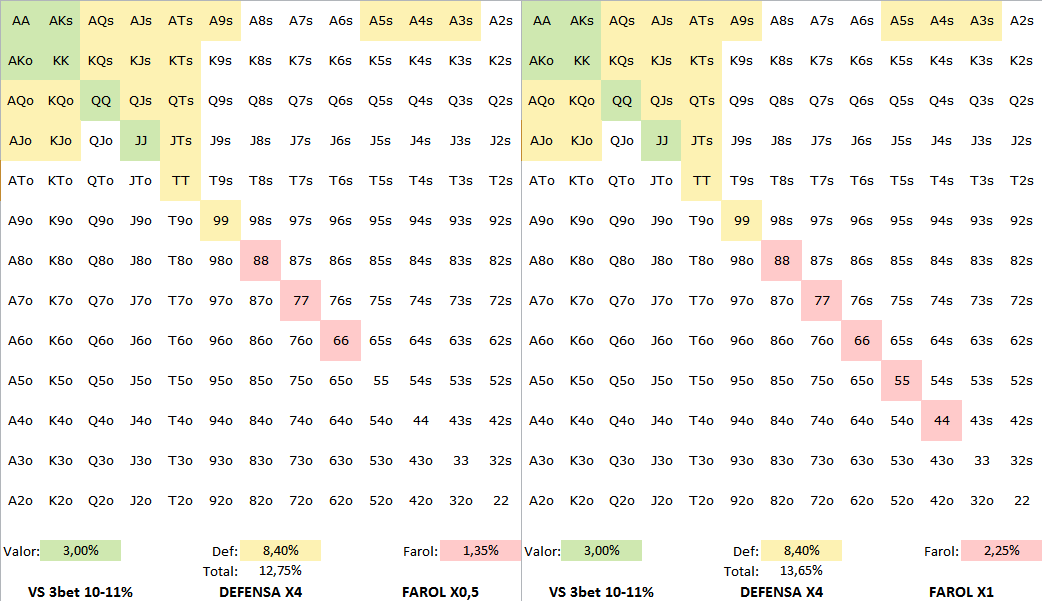 AA AKs AQs AJs ATs A9s A8s A7s A6s A5s A4s A3s A2s AA AKs AQs AJs ATs A9s A8s A7s A6s A5s A4s A3s A2s
AKo KK KQs KJs KTs K9s K8s K7s K6s K5s K4s K3s K2s AKo KK KQs KJs KTs K9s K8s K7s K6s K5s K4s K3s K2s
AQo KQo QQ QJs QTs Q9s Q8s Q7s Q6s Q5s Q4s Q3s Q2s AQo KQo QQ QJs QTs Q9s Q8s Q7s Q6s Q5s Q4s Q3s Q2s
AJo KJo QJo JJ JTs J9s J8s J7s J6s J5s J4s J3s J2s AJo KJo QJo JJ JTs J9s J8s J7s J6s J5s J4s J3s J2s
ATo KTo QTo JTo TT T9s T8s T7s T6s T5s T4s T3s T2s ATo KTo QTo JTo TT T9s T8s T7s T6s T5s T4s T3s T2s
A9o K9o Q9o J9o T9o 99 98s 97s 96s 95s 94s 93s 92s A9o K9o Q9o J9o T9o 99 98s 97s 96s 95s 94s 93s 92s
A8o K8o Q8o J8o T8o 98o 88 87s 86s 85s 84s 83s 82s A8o K8o Q8o J8o T8o 98o 88 87s 86s 85s 84s 83s 82s
A7o K7o Q7o J7o T7o 97o 87o 77 76s 75s 74s 73s 72s A7o K7o Q7o J7o T7o 97o 87o 77 76s 75s 74s 73s 72s
A6o K6o Q6o J6o T6o 96o 86o 76o 66 65s 64s 63s 62s A6o K6o Q6o J6o T6o 96o 86o 76o 66 65s 64s 63s 62s
A5o K5o Q5o J5o T5o 95o 85o 75o 65o 55 54s 53s 52s A5o K5o Q5o J5o T5o 95o 85o 75o 65o 55 54s 53s 52s
A4o K4o Q4o J4o T4o 94o 84o 74o 64o 54o 44 43s 42s A4o K4o Q4o J4o T4o 94o 84o 74o 64o 54o 44 43s 42s
A3o K3o Q3o J3o T3o 93o 83o 73o 63o 53o 43o 33 32s A3o K3o Q3o J3o T3o 93o 83o 73o 63o 53o 43o 33 32s
A2o K2o Q2o J2o T2o 92o 82o 72o 62o 52o 42o 32o 22 A2o K2o Q2o J2o T2o 92o 82o 72o 62o 52o 42o 32o 22
Valor: 3,00% Def: 8,40% Farol: 1,35% Valor: 3,00% Def: 8,40% Farol: 2,25%
Total: 12,75% Total: 13,65%
VS 3bet 10-11% DEFENSA X4 FAROL X0,5 VS 3bet 10-11% DEFENSA X4 FAROL X1